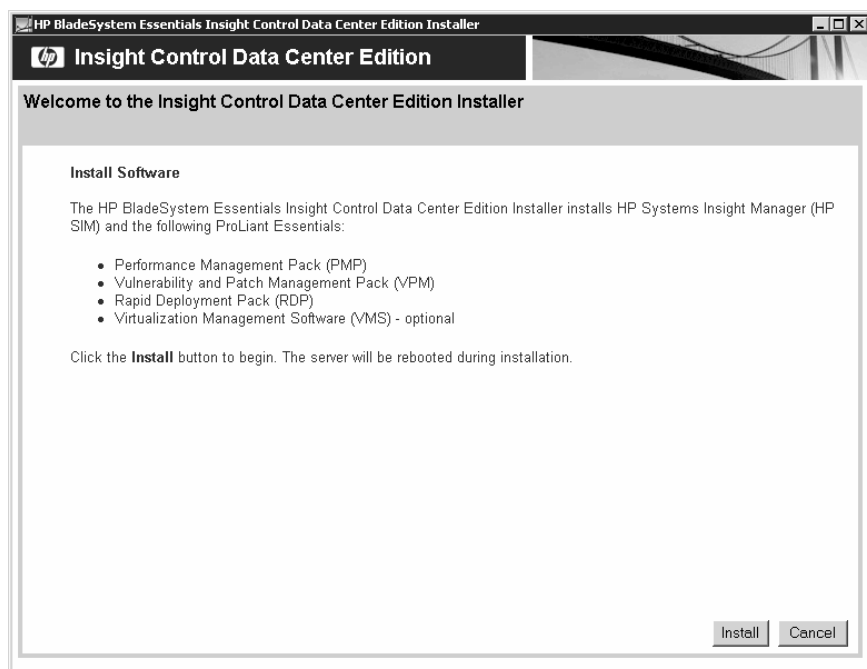 HP BladeSystem Essentials Insight Control Data Center Edition Installer
hp Insight Control Data Center Edition
Welcome to the Insight Control Data Center Edition Installer
Install Software
The HP BladeSystem Essentials Insight Control Data Center Edition Installer installs HP Systems Insight Manager (HP
SIM) and the following ProLiant Essentials:
• Performance Management Pack (PMP)
• Vulnerability and Patch Management Pack (VPM)
• Rapid Deployment Pack (RDP)
• Virtualization Management Software (VMS) - optional
Click the Install button to begin. The server will be rebooted during installation.
Install Cancel